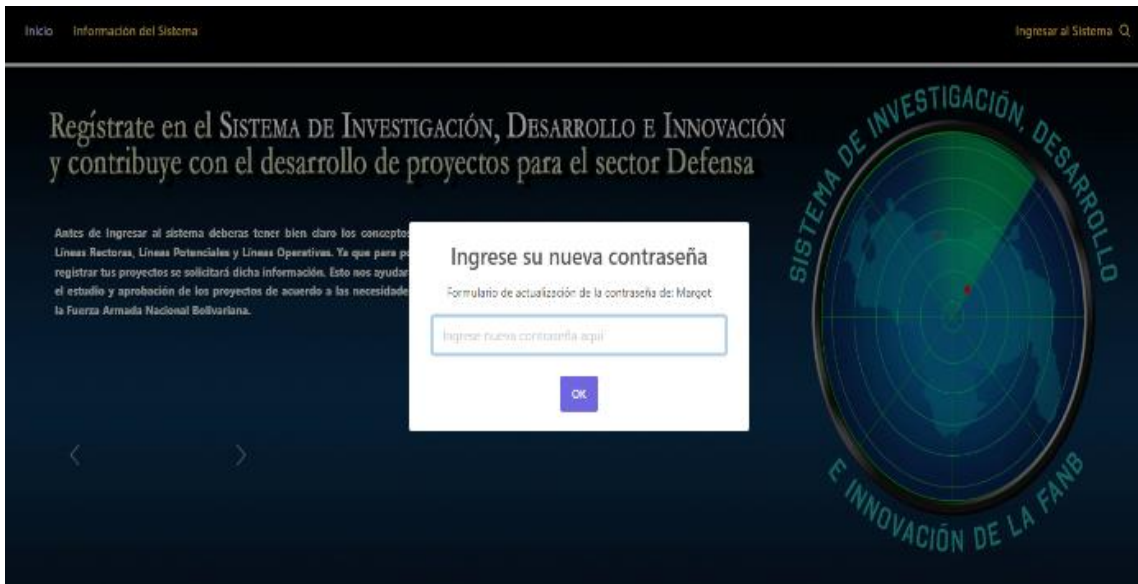 Inicio Información del Sistema
Ingresar al Sistema
Regístrate en el SISTEMA DE INVESTIGACIÓN, DESARROLLO E INNOVACIÓN
y contribuye con el desarrollo de proyectos para el sector Defensa
Antes de Ingresar al sistema deberas tener bien claro los concepto
Líneas Rectoras, Líneas Potenciales y Líneas Operativas. Ya que para p
registrar tus proyectos se solicitará dicha información. Esto nos ayudar
el estudio y aprobación de los proyectos de acuerdo a las necesidade
la Fuerza Armada Nacional Bolivariana.
Ingrese su nueva contraseña
Formulario de actualización de la contraseña de: Margot
Ingrese nueva contraseña aquí
OK
SISTEMA DE INVESTIGACIÓN, DESARROLLO
E INNOVACIÓN DE LA FANB